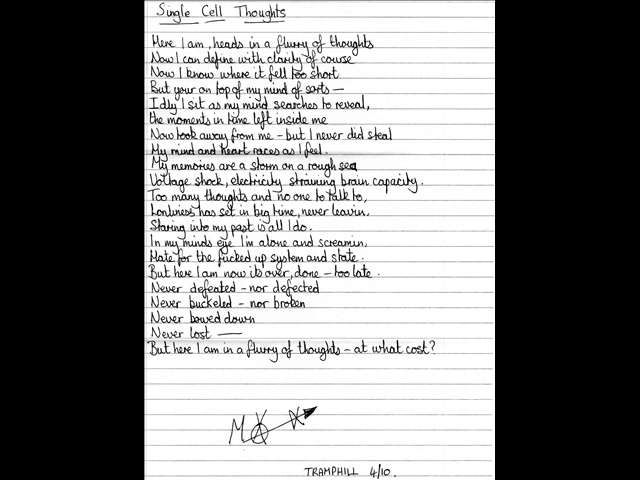 Single Cell Thoughts
Here I am, heads in a flurry of thoughts
Now I can define with clarity of course
Now I know where it fell too short
But your on top of my mind of sorts —
Idly I sit as my mind searches to reveal,
the moments in time left inside me
Now took away from me - but I never did steal
My mind and heart races as I feel.
My memories are a storm on a rough sea
Voltage shock, electricity straining brain capacity.
Too many thoughts and no one to talk to,
Lonliness has set in big time, never leavin,
Staring into my past is all I do.
In my minds eye I'm alone and screamin,
Hate for the fucked up system and state.
But here I am now its over, done - too late.
Never defeated - nor defected
Never buckeled - nor broken
Never bowed down
Never lost —
But here I am in a flurry of thoughts - at what cost?
TRAMPHILL 4/10.